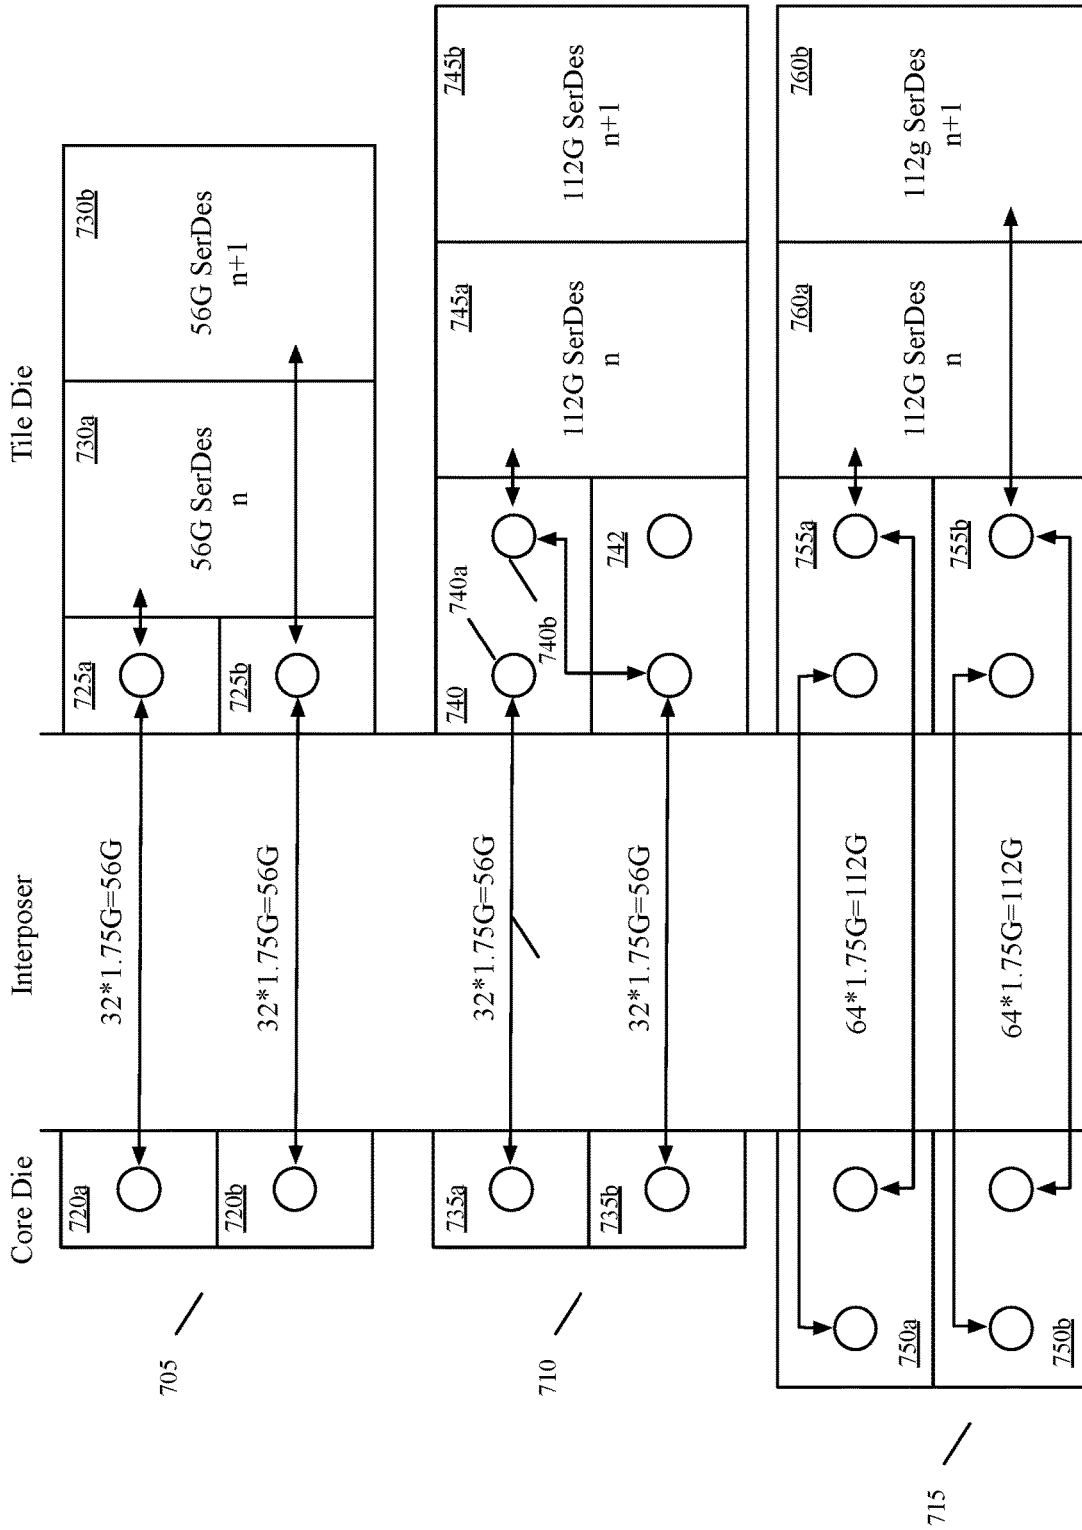 Core Die
Interposer
Tile Die
705
720a
32*1.75G=56G
725a
730a
56G SerDes
n
730b
56G SerDes
n+1
720b
32*1.75G=56G
725b
710
735a
32*1.75G=56G
740
740a
740b
745a
112G SerDes
n
745b
112G SerDes
n+1
735b
32*1.75G=56G
742
715
750a
64*1.75G=112G
755a
760a
112G SerDes
n
760b
112g SerDes
n+1
750b
64*1.75G=112G
755b